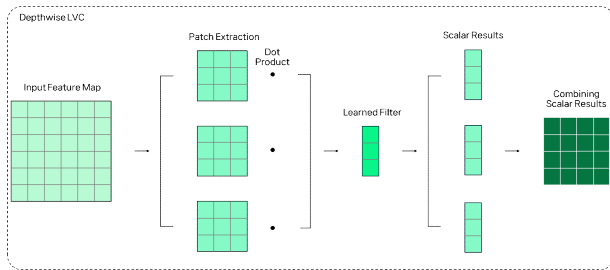 Depthwise LVC
Patch Extraction
Scalar Results
Dot
Product
Input Feature Map
Learned Filter
Combining
Scalar Results